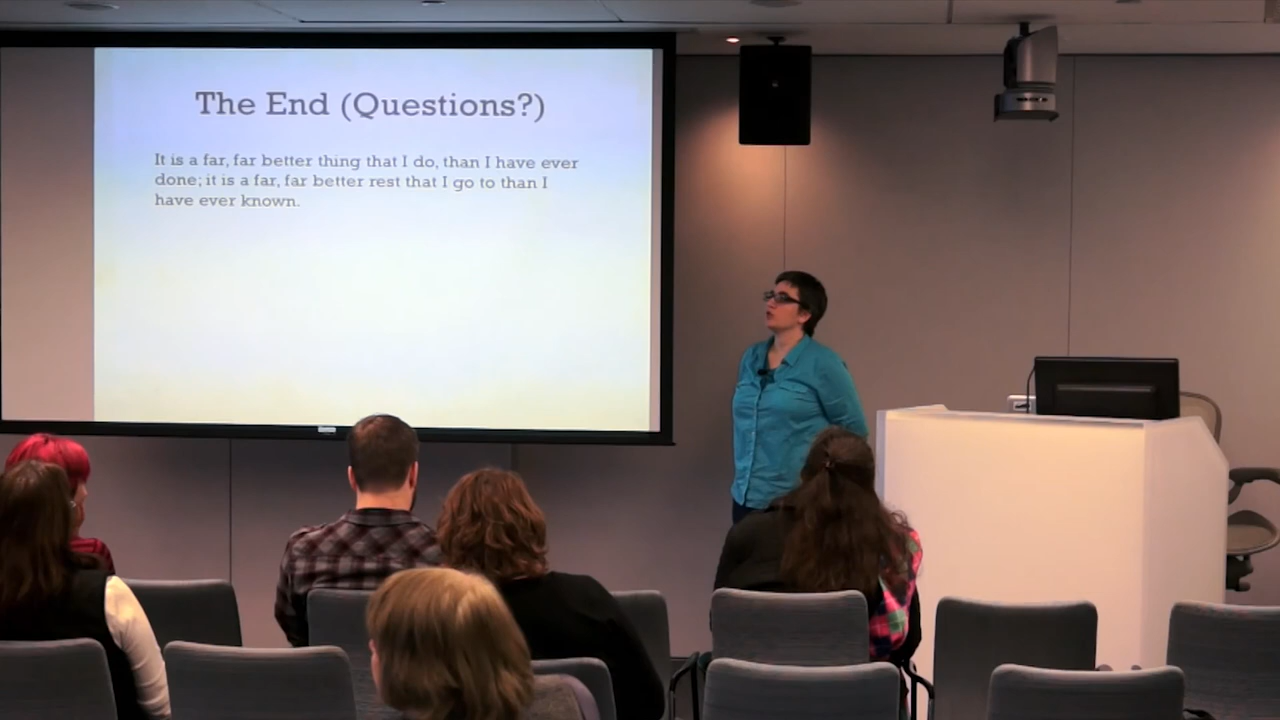 The End (Questions?)
It is a far, far better thing that I do, than I have ever
done; it is a far, far better rest that I go to than I
have ever known.